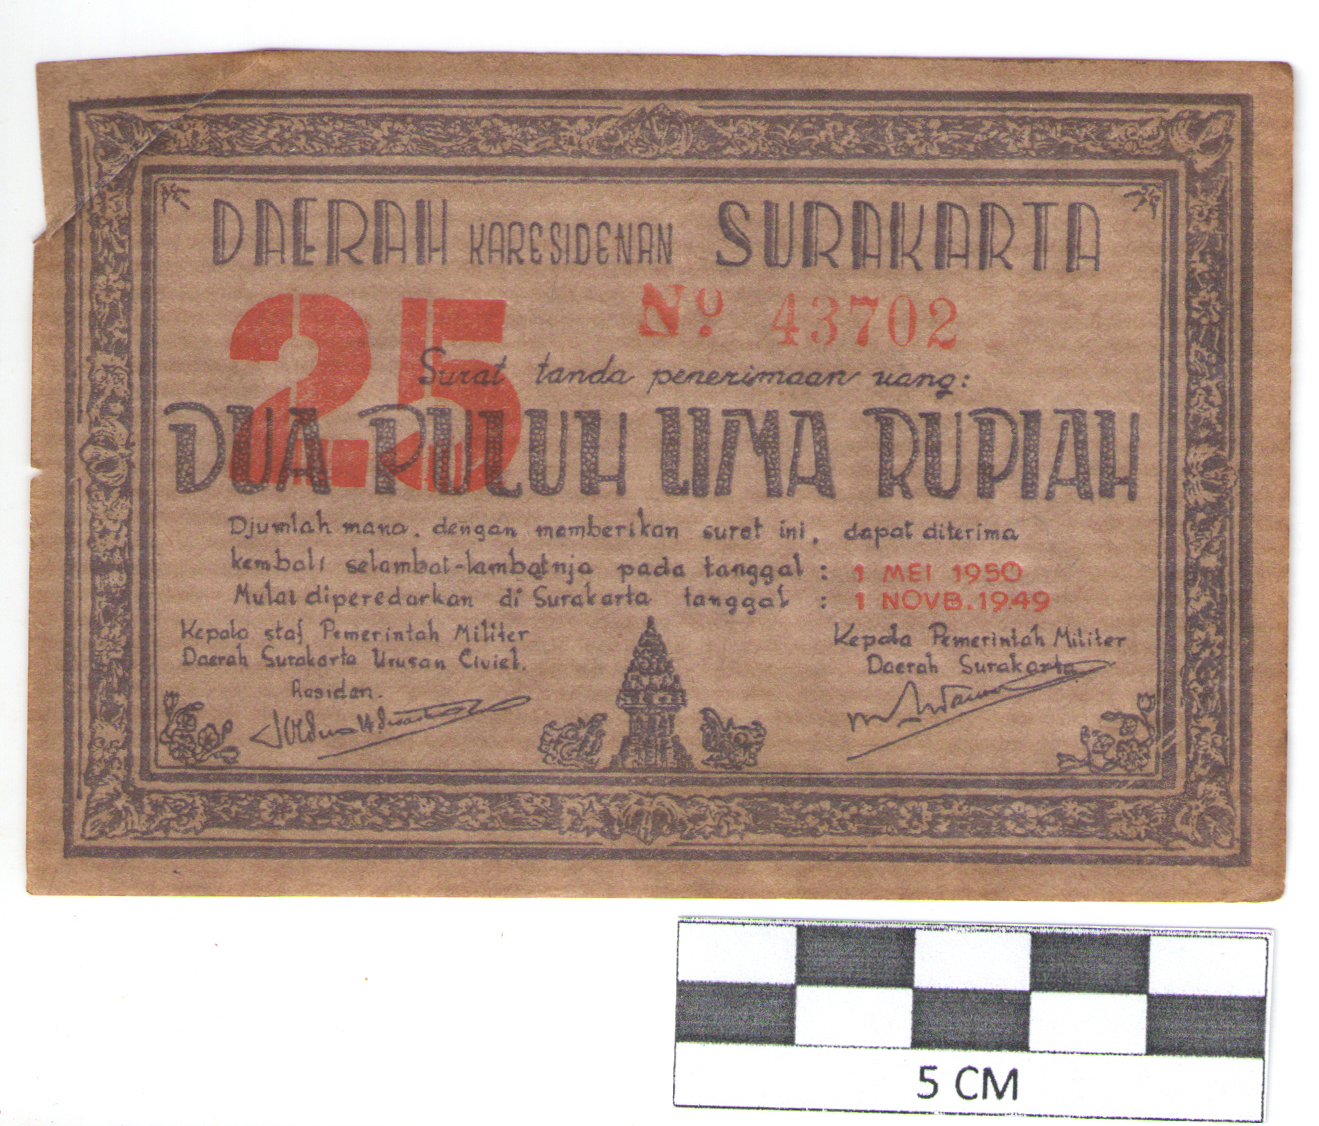 DAERAH KARESIDENAN SURAKARTA
25
No. 43702
Surat tanda penerimaan uang:
DUA PULUH LIMA RUPIAH
Djumlah mana, dengan memberikan surat ini, dapat diterima
kembali selambat-lambatnja pada tanggal : 1 MEI 1950
Mulai diperedarkan di Surakarta tanggal : 1 NOVB. 1949
Kepala staf Pemerintah Militer
Daerah Surakarta Urusan Civiel.
Residen.
Kepala Pemerintah Militer
Daerah Surakarta
5 CM